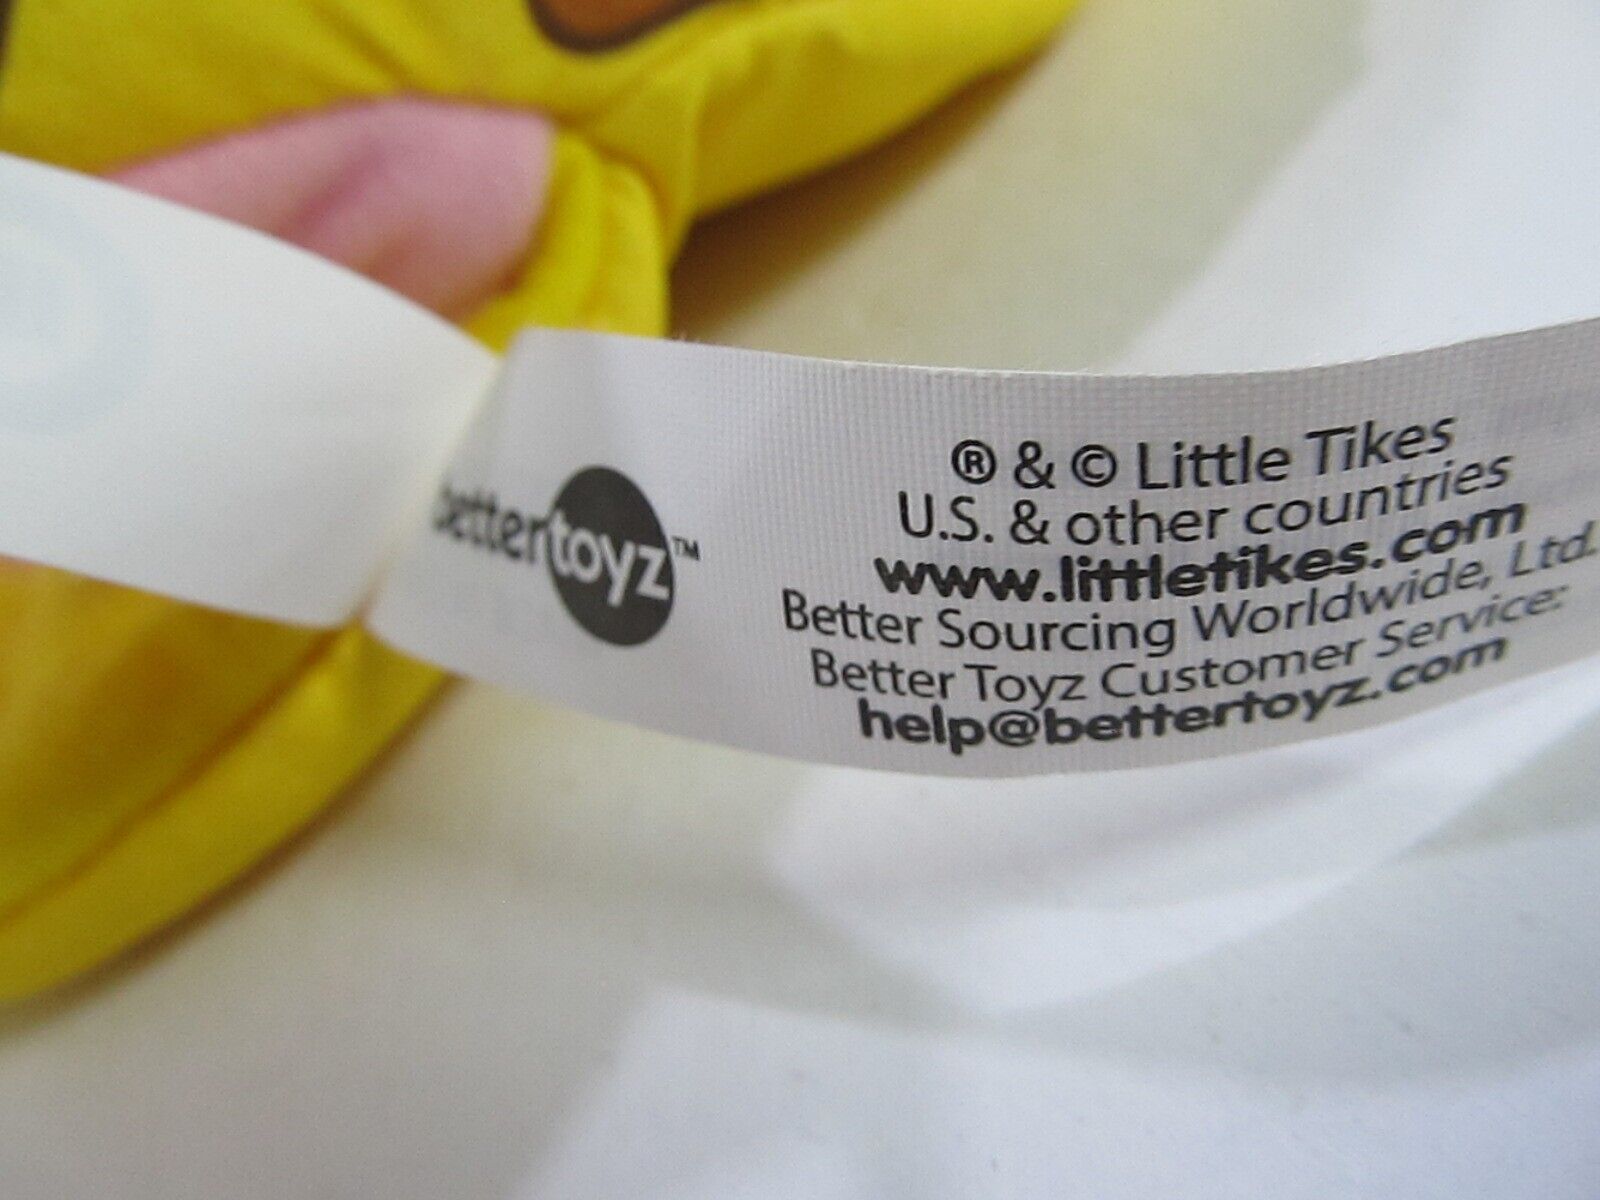 bettertoyz™
® & © Little Tikes
U.S. & other countries
www.littletikes.com
Better Sourcing Worldwide, Ltd.
Better Toyz Customer Service:
help@bettertoyz.com